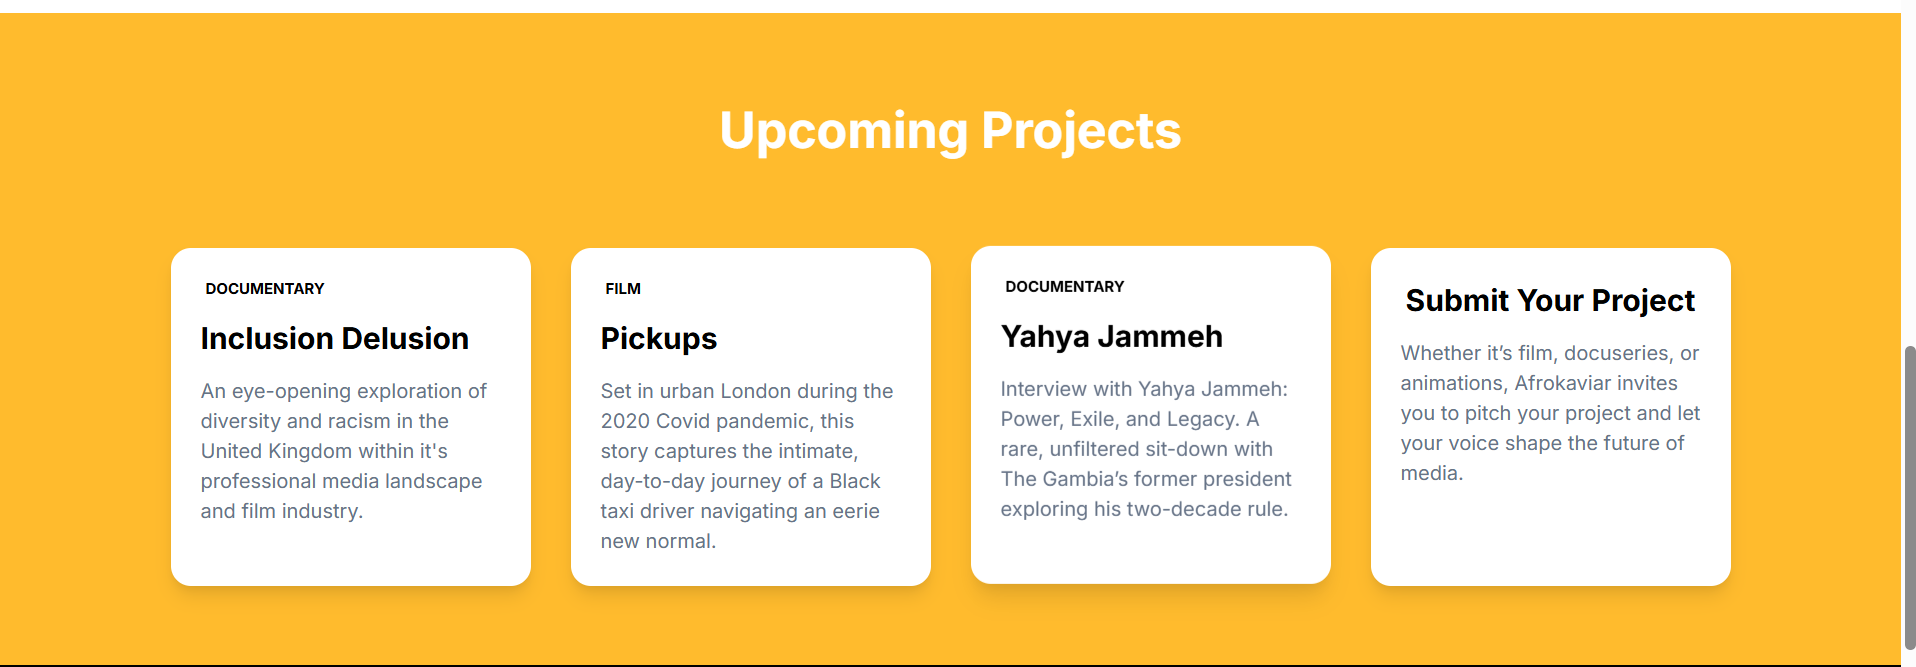 Upcoming Projects
DOCUMENTARY
Inclusion Delusion
An eye-opening exploration of
diversity and racism in the
United Kingdom within it's
professional media landscape
and film industry.
FILM
Pickups
Set in urban London during the
2020 Covid pandemic, this
story captures the intimate,
day-to-day journey of a Black
taxi driver navigating an eerie
new normal.
DOCUMENTARY
Yahya Jammeh
Interview with Yahya Jammeh:
Power, Exile, and Legacy. A
rare, unfiltered sit-down with
The Gambia’s former president
exploring his two-decade rule.
Submit Your Project
Whether it’s film, docuseries, or
animations, Afrokaviar invites
you to pitch your project and let
your voice shape the future of
media.